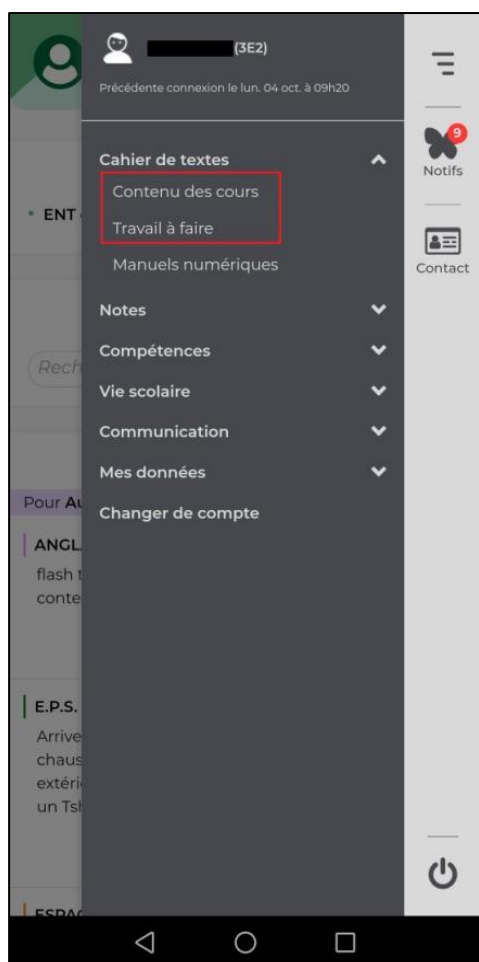 (3E2)
Précédente connexion le lun. 04 oct. à 09h20
Cahier de textes
Contenu des cours
Travail à faire
Manuels numériques
Notes
Compétences
Vie scolaire
Communication
Mes données
Changer de compte
9
Notifs
Contact
ENT
Rech
Pour Au
ANGL
flash t
conte
E.P.S.
Arrive
chaus
extéri
un Tsh
ESPA